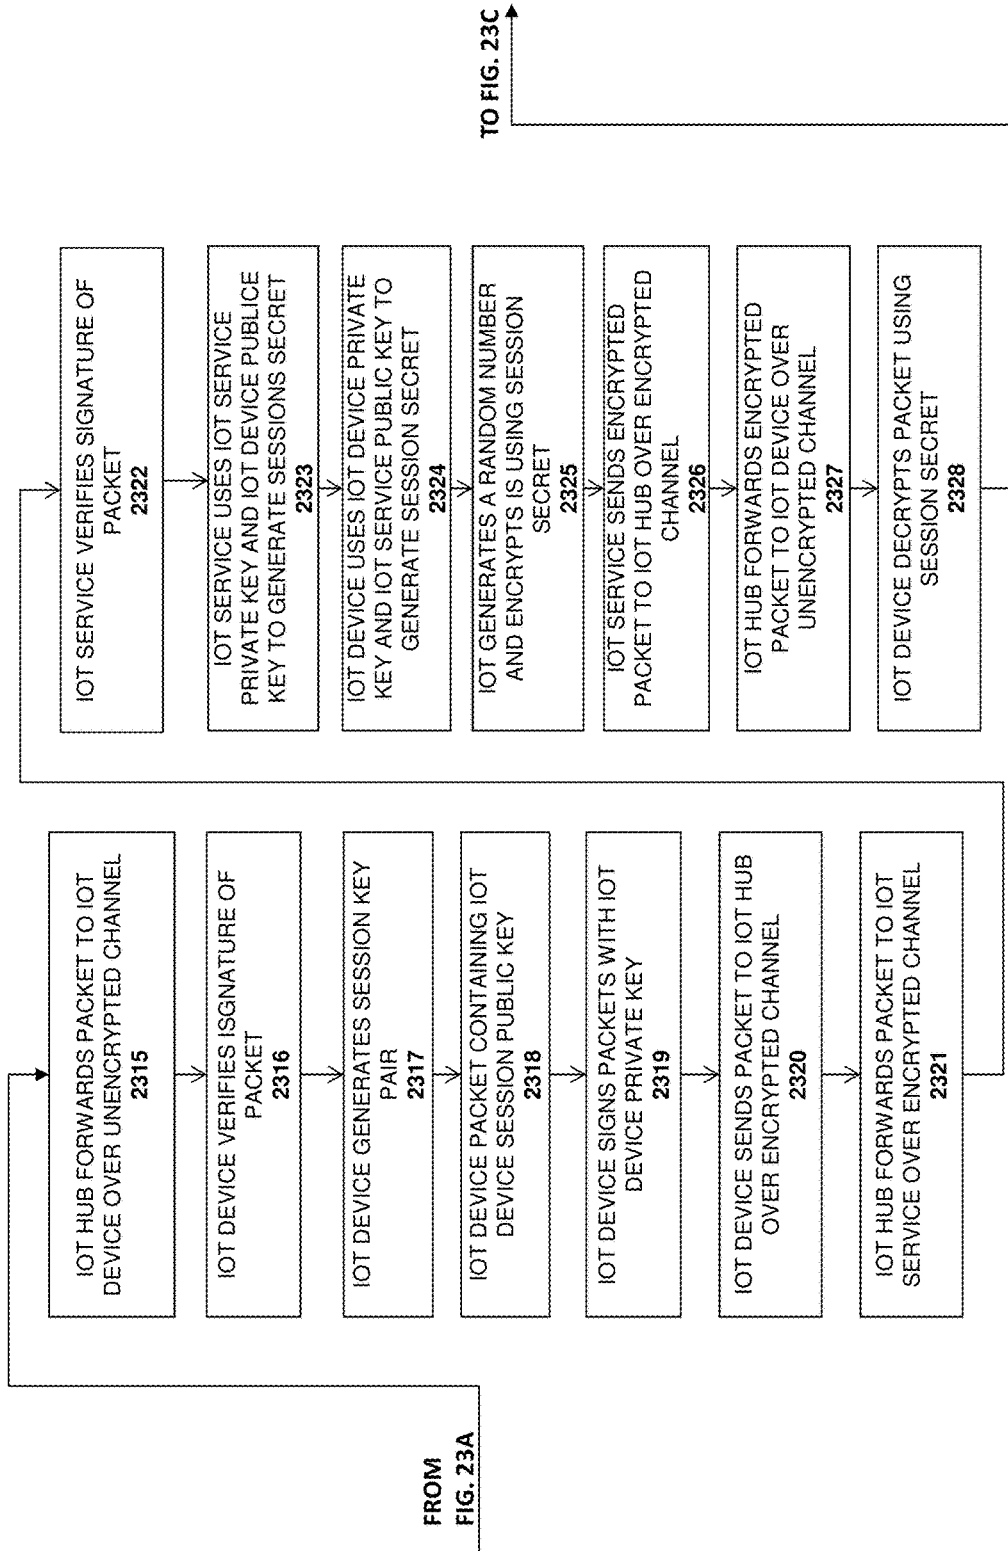 FROM
FIG. 23A
IOT HUB FORWARDS PACKET TO IOT
DEVICE OVER UNENCRYPTED CHANNEL
2315
IOT DEVICE VERIFIES ISGNATURE OF
PACKET
2316
IOT DEVICE GENERATES SESSION KEY
PAIR
2317
IOT DEVICE PACKET CONTAINING IOT
DEVICE SESSION PUBLIC KEY
2318
IOT DEVICE SIGNS PACKETS WITH IOT
DEVICE PRIVATE KEY
2319
IOT DEVICE SENDS PACKET TO IOT HUB
OVER ENCRYPTED CHANNEL
2320
IOT HUB FORWARDS PACKET TO IOT
SERVICE OVER ENCRYPTED CHANNEL
2321
IOT SERVICE VERIFIES SIGNATURE OF
PACKET
2322
IOT SERVICE USES IOT SERVICE
PRIVATE KEY AND IOT DEVICE PUBLICE
KEY TO GENERATE SESSIONS SECRET
2323
IOT DEVICE USES IOT DEVICE PRIVATE
KEY AND IOT SERVICE PUBLIC KEY TO
GENERATE SESSION SECRET
2324
IOT GENERATES A RANDOM NUMBER
AND ENCRYPTS IS USING SESSION
SECRET
2325
IOT SERVICE SENDS ENCRYPTED
PACKET TO IOT HUB OVER ENCRYPTED
CHANNEL
2326
IOT HUB FORWARDS ENCRYPTED
PACKET TO IOT DEVICE OVER
UNENCRYPTED CHANNEL
2327
IOT DEVICE DECRYPTS PACKET USING
SESSION SECRET
2328
TO FIG. 23C